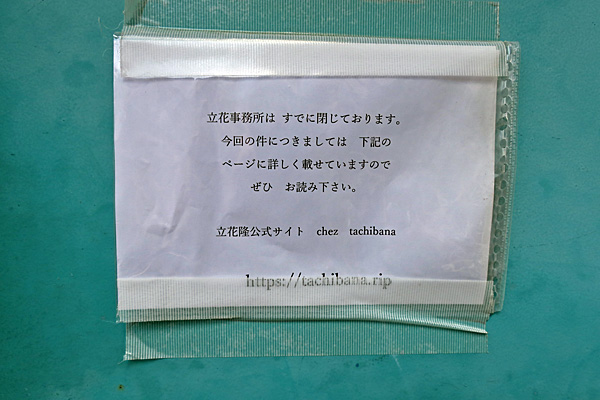 立花事務所は すでに閉じております。
今回の件につきましては　下記の
ページに詳しく載せていますので
ぜひ　お読み下さい。
立花隆公式サイト　chez　tachibana
https://tachibana.rip